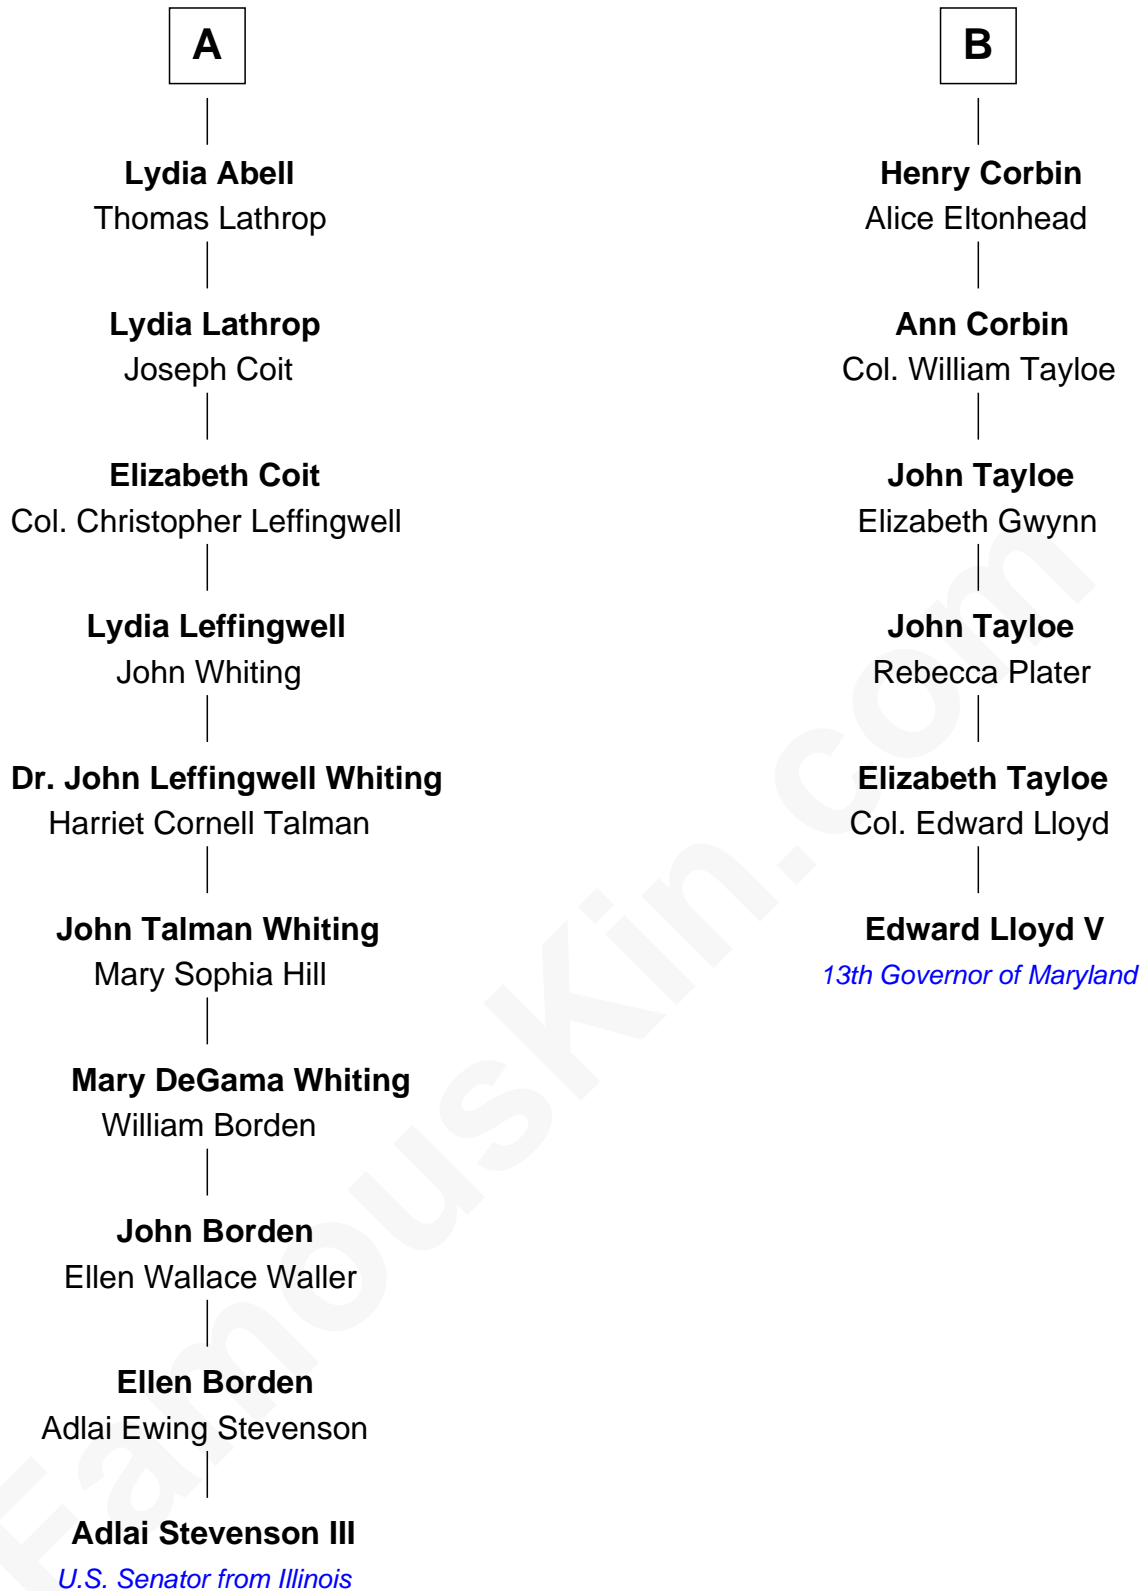 A
Lydia Abell
Thomas Lathrop
Lydia Lathrop
Joseph Coit
Elizabeth Coit
Col. Christopher Leffingwell
Lydia Leffingwell
John Whiting
Dr. John Leffingwell Whiting
Harriet Cornell Talman
John Talman Whiting
Mary Sophia Hill
Mary DeGama Whiting
William Borden
John Borden
Ellen Wallace Waller
Ellen Borden
Adlai Ewing Stevenson
Adlai Stevenson III
U.S. Senator from Illinois
B
Henry Corbin
Alice Eltonhead
Ann Corbin
Col. William Tayloe
John Tayloe
Elizabeth Gwynn
John Tayloe
Rebecca Plater
Elizabeth Tayloe
Col. Edward Lloyd
Edward Lloyd V
13th Governor of Maryland
FamousKin.com